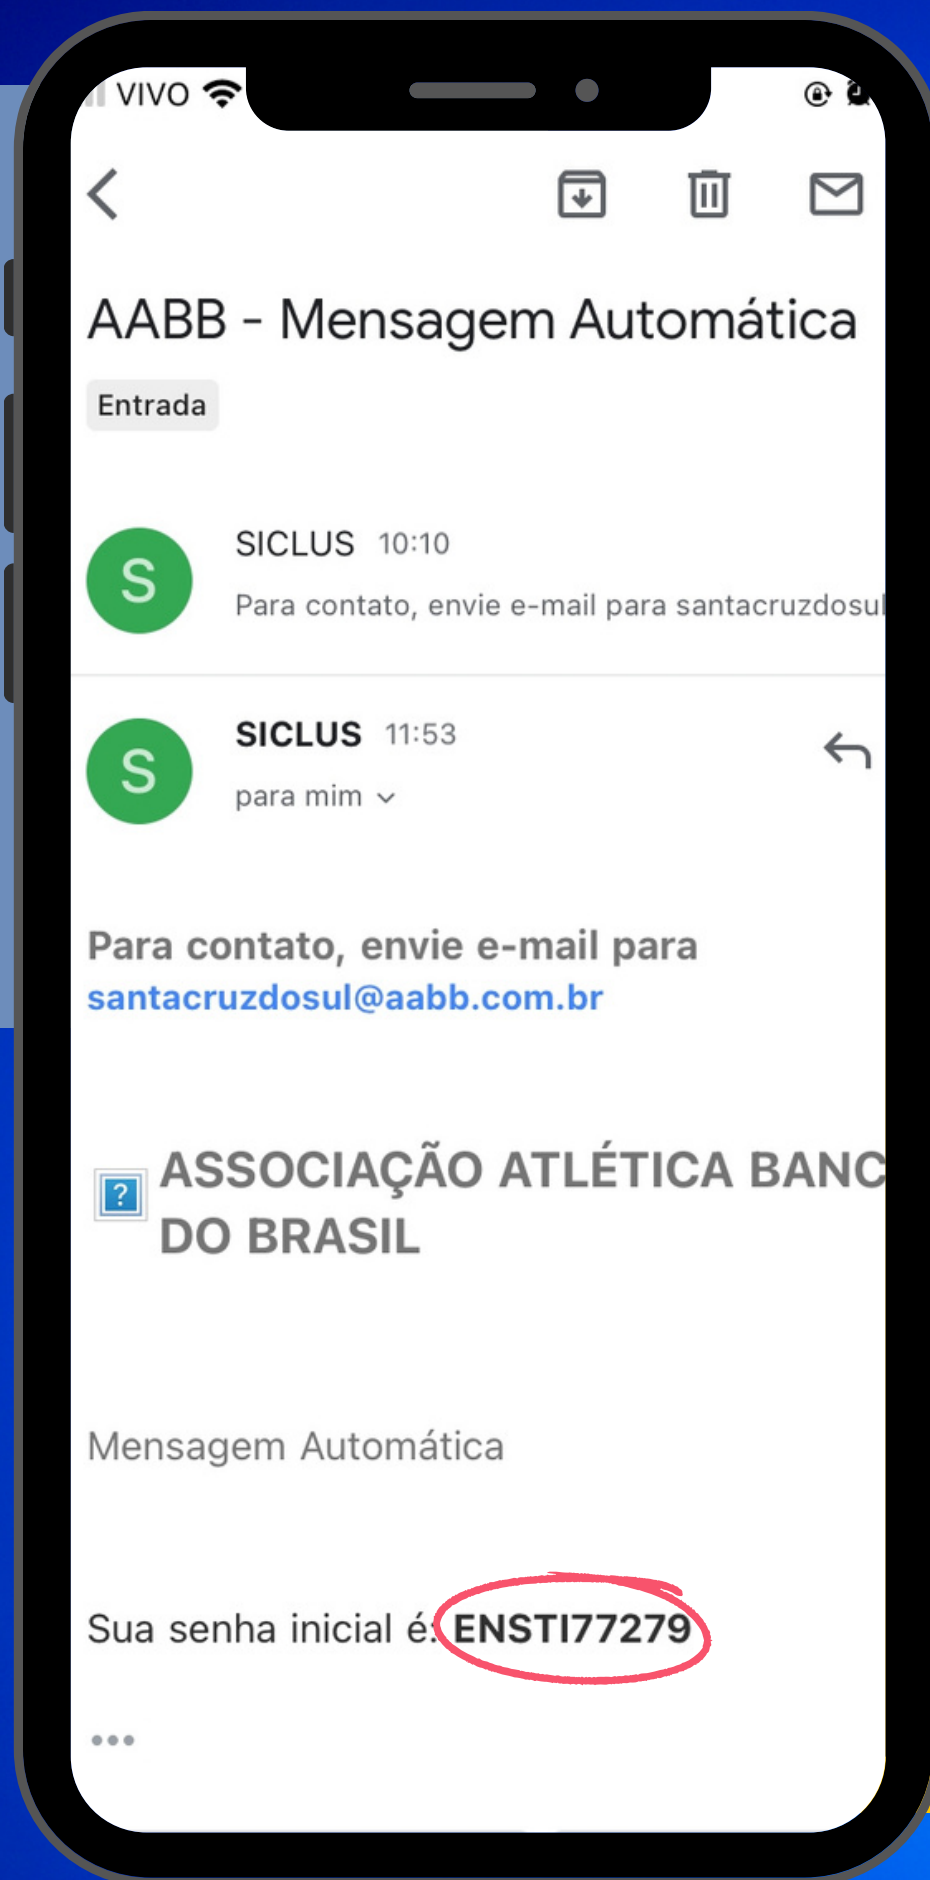 VIVO
AABB - Mensagem Automática
Entrada
S
SICLUS 10:10
Para contato, envie e-mail para santacruzdosul
S
SICLUS 11:53
para mim
Para contato, envie e-mail para
santacruzdosul@aabb.com.br
?
ASSOCIAÇÃO ATLÉTICA BANC
DO BRASIL
Mensagem Automática
Sua senha inicial é: ENSTI77279